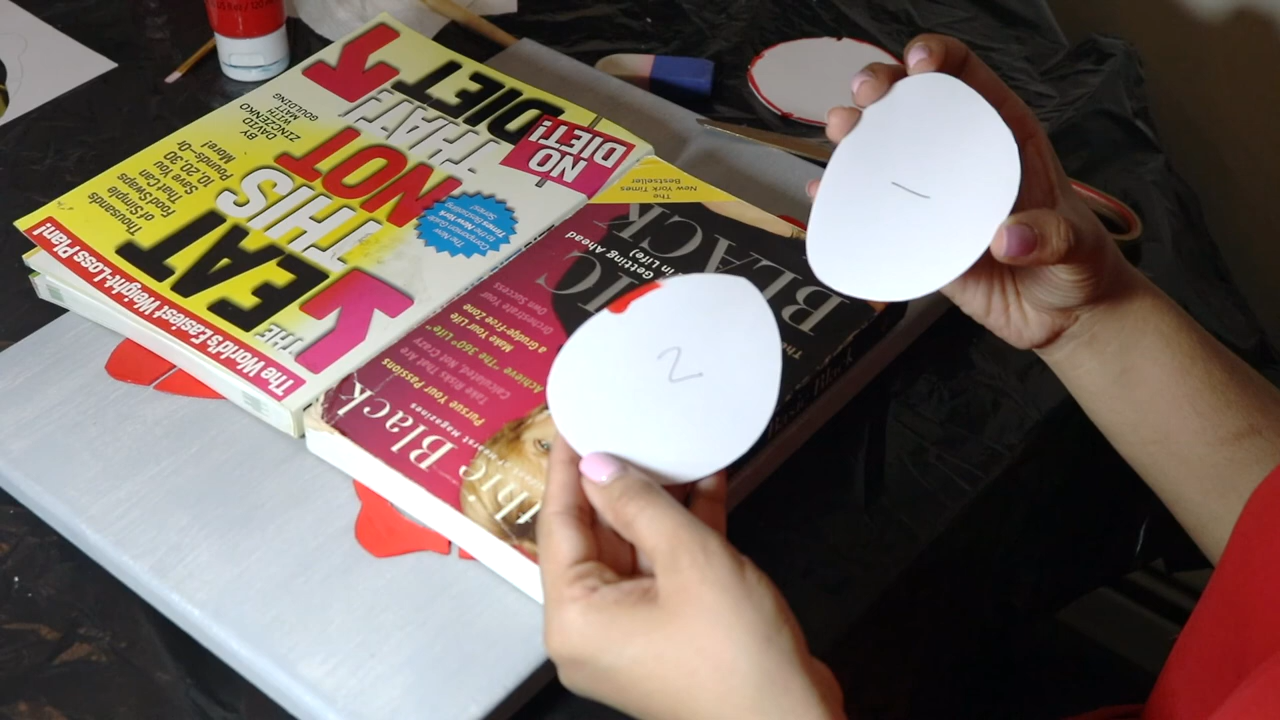 THE
EAT
THIS
NOT
THAT!
NO
DIET!
DIET
The World's Easiest Weight-Loss Plan!
Thousands
of Simple
Food Swaps
That Can
Save You
10, 20, 30
Pounds–Or
More!
BY
DAVID
ZINCZENKO
WITH
MATT
GOULDING
The New
Companion Guide
to the New York
Times Bestselling
Series!
The
New York Times
Bestseller
BLACK
Getting Ahead
in Life)
Orchestrate Your
Own Success
Make Your Life
a Grudge-Free Zone
Achieve "The 360° Life"
Take Risks That Are
Calculated, Not Crazy
Pursue Your Passions
Black
Hearst Magazines
1
2